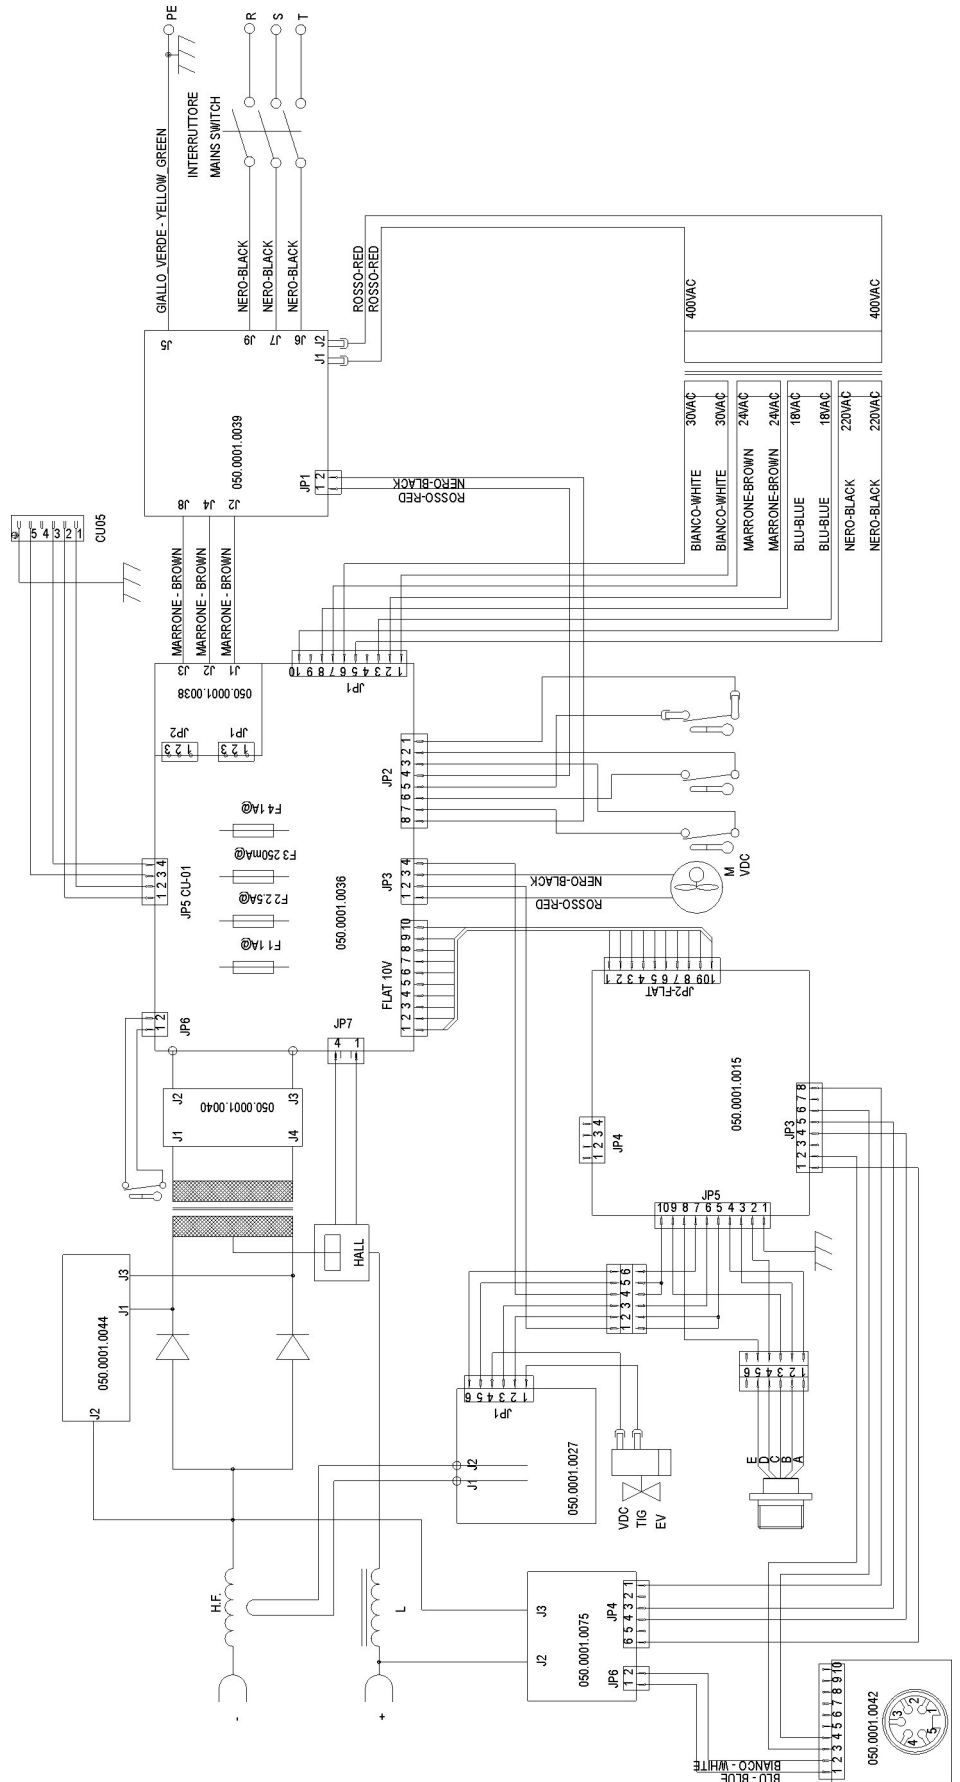 PE
R
S
T
GIALLO_VERDE - YELLOW_GREEN
INTERRUTTORE
MAINS SWITCH
NERO-BLACK
NERO-BLACK
NERO-BLACK
ROSSO-RED
ROSSO-RED
J5
J9
J7
J6
J2
J1
050.0001.0039
JP1
1 2
J8
J4
J2
NERO-BLACK
ROSSO-RED
400VAC
400VAC
30VAC
30VAC
24VAC
24VAC
18VAC
18VAC
220VAC
220VAC
BIANCO-WHITE
BIANCO-WHITE
MARRONE-BROWN
MARRONE-BROWN
BLU-BLUE
BLU-BLUE
NERO-BLACK
NERO-BLACK
5 4 3 2 1
CU05
MARRONE - BROWN
MARRONE - BROWN
MARRONE - BROWN
J3
J2
J1
050.0001.0038
JP2
1 2 3
JP1
1 2 3
10 9 8 7 6 5 4 3 2 1
JP1
F4 1A@
F3 250mA@
F2 2.5A@
F1 1A@
050.0001.0036
JP5 CU-01
1 2 3 4
JP2
8 7 6 5 4 3 2 1
JP3
1 2 3 4
FLAT 10V
1 2 3 4 5 6 7 8 9 10
JP6
1 2
JP7
4 1
NERO-BLACK
ROSSO-RED
M
VDC
J2
J3
050.0001.0040
J1
J4
HALL
J3
J1
050.0001.0044
J2
1 2 3 4 5 6 7 8 9 10
JP2-FLAT
050.0001.0015
JP4
1 2 3 4
JP3
1 2 3 4 5 6 7 8
JP5
10 9 8 7 6 5 4 3 2 1
1 2 3 4 5 6
6 5 4 3 2 1
JP1
6 5 4 3 2 1
J2
J1
050.0001.0027
VDC
TIG
EV
E
D
C
B
A
H.F.
L
-
+
J3
J2
050.0001.0075
JP4
6 5 4 3 2 1
JP6
1 2
BIANCO - WHITE
BLU - BLUE
1 2 3 4 5 6 7 8 9 10
050.0001.0042
1
2
3
4
5